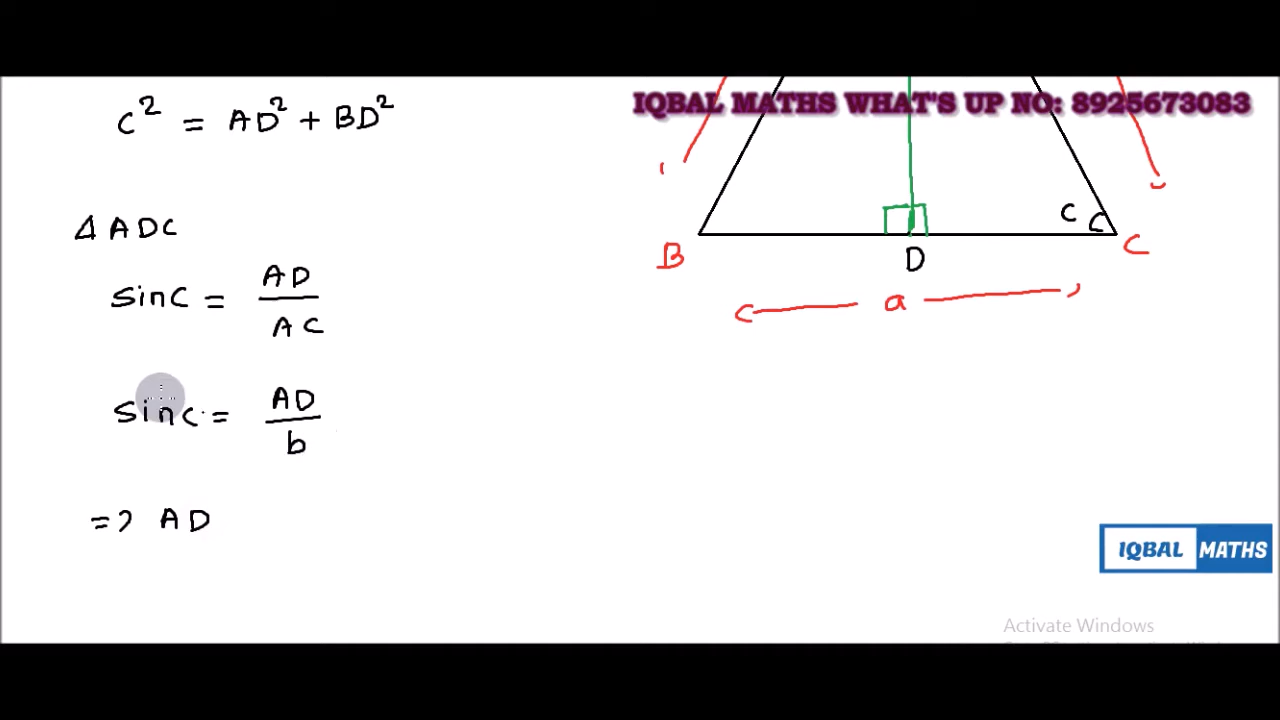 IQBAL MATHS WHAT'S UP NO: 8925673083
C² = AD² + BD²
Δ ADC
sinC = AD
AC
sinC = AD
b
=> AD
C
B
D
C
a
IQBAL MATHS
Activate Windows